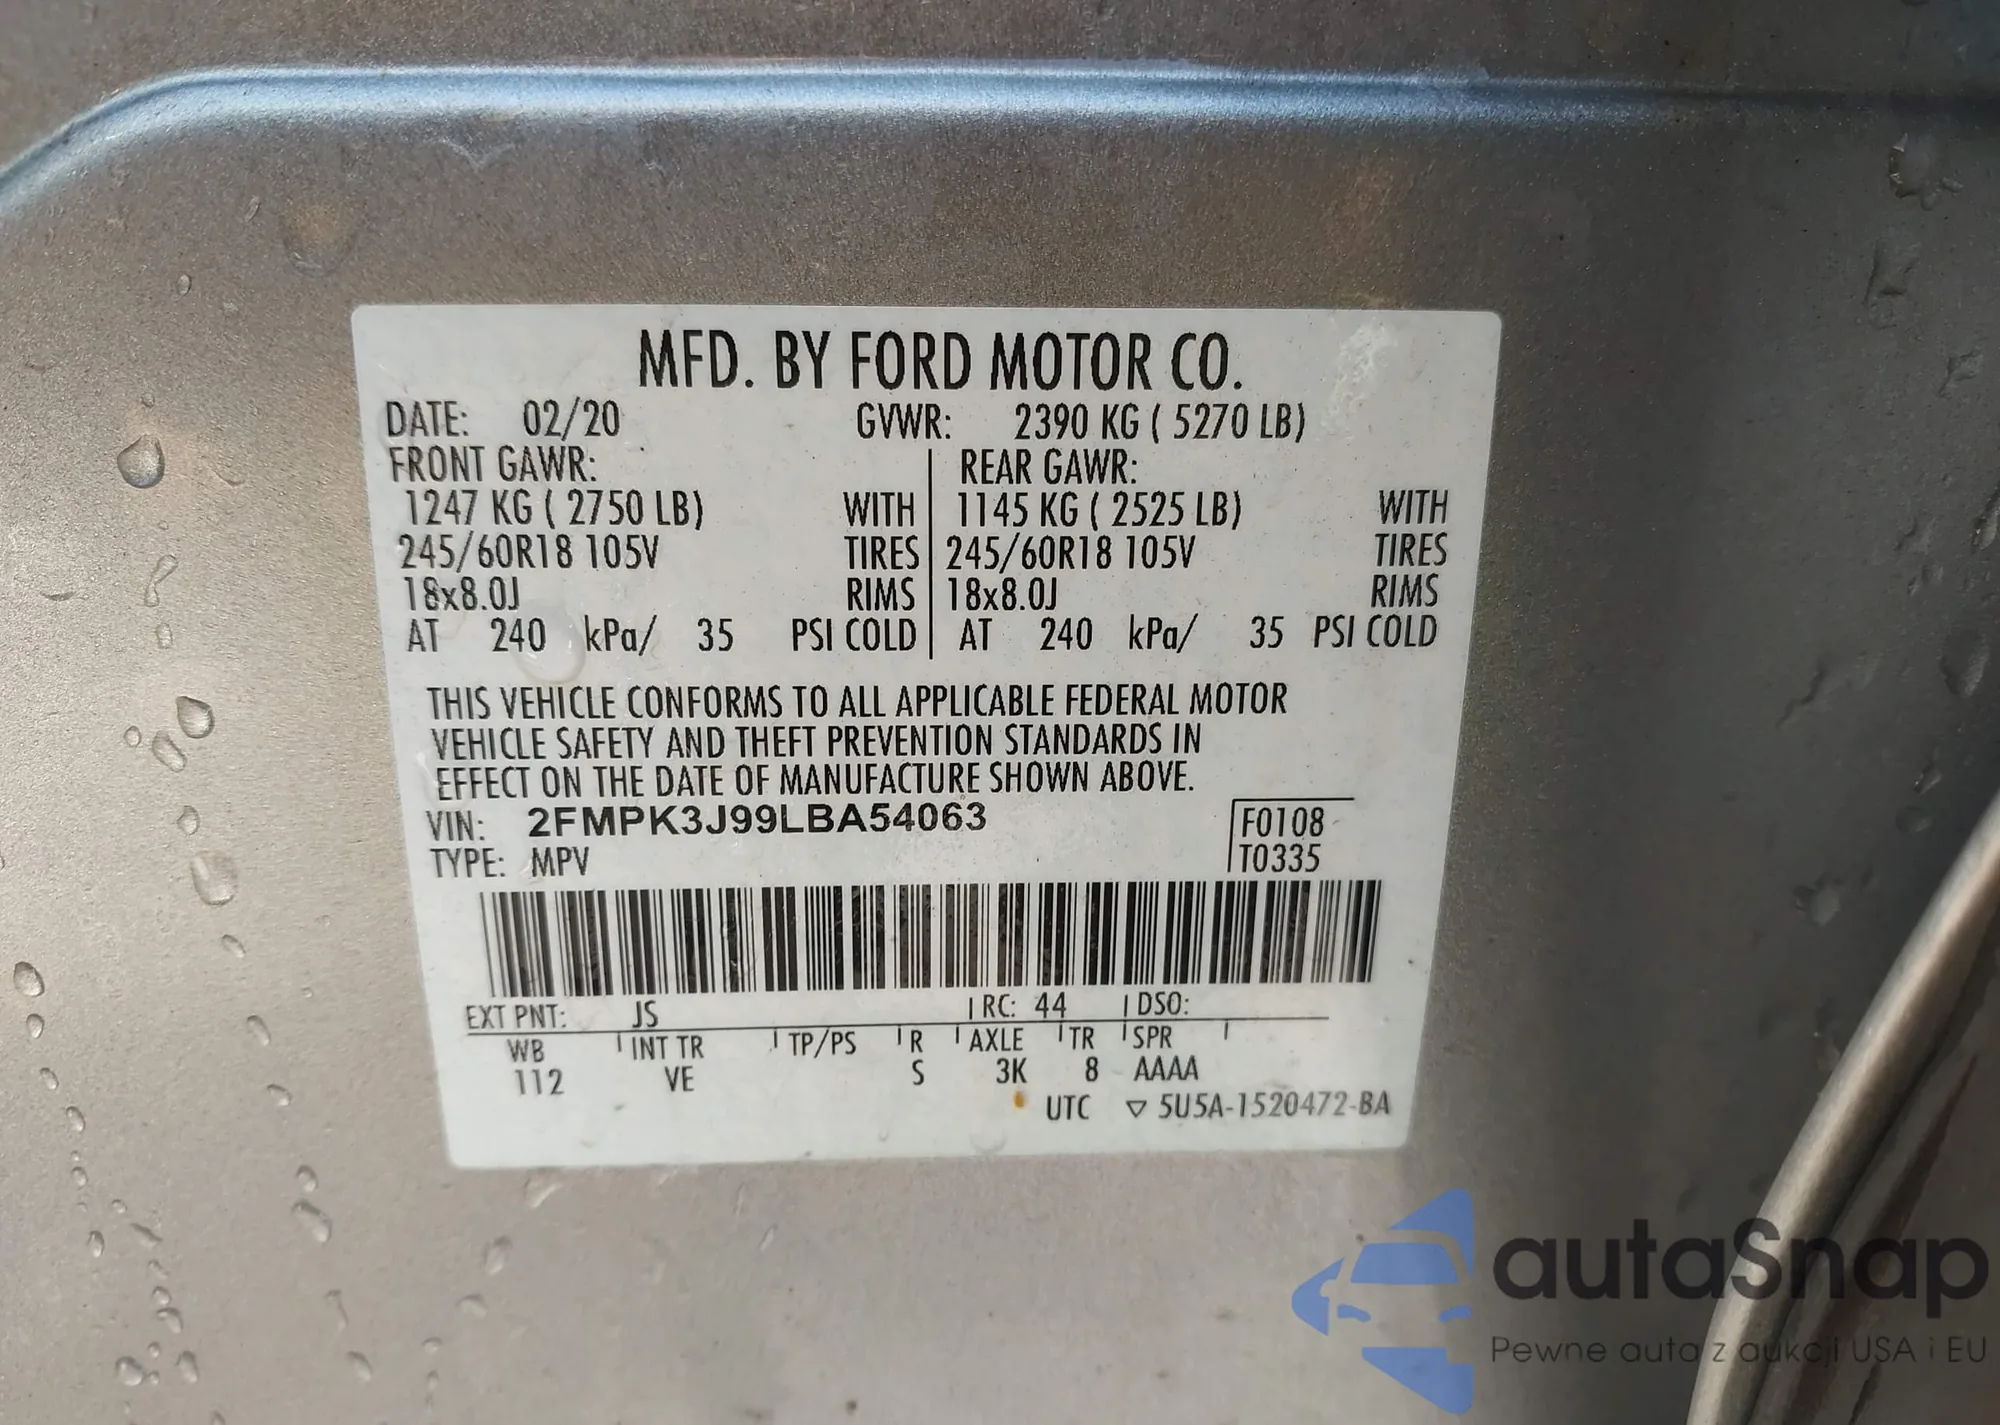 MFD. BY FORD MOTOR CO.
DATE: 02/20 GVWR: 2390 KG ( 5270 LB)
FRONT GAWR: REAR GAWR:
1247 KG ( 2750 LB) WITH 1145 KG ( 2525 LB) WITH
245/60R18 105V TIRES 245/60R18 105V TIRES
18x8.0J RIMS 18x8.0J RIMS
AT 240 kPa/ 35 PSI COLD AT 240 kPa/ 35 PSI COLD
THIS VEHICLE CONFORMS TO ALL APPLICABLE FEDERAL MOTOR
VEHICLE SAFETY AND THEFT PREVENTION STANDARDS IN
EFFECT ON THE DATE OF MANUFACTURE SHOWN ABOVE.
VIN: 2FMPK3J99LBA54063 F0108
TYPE: MPV T0335
EXT PNT: JS RC: 44 DSO:
WB INT TR TP/PS R AXLE TR SPR
112 VE S 3K 8 AAAA
UTC ▽ 5U5A-1520472-BA
autaSnap
Pewne auta z aukcji USA i EU